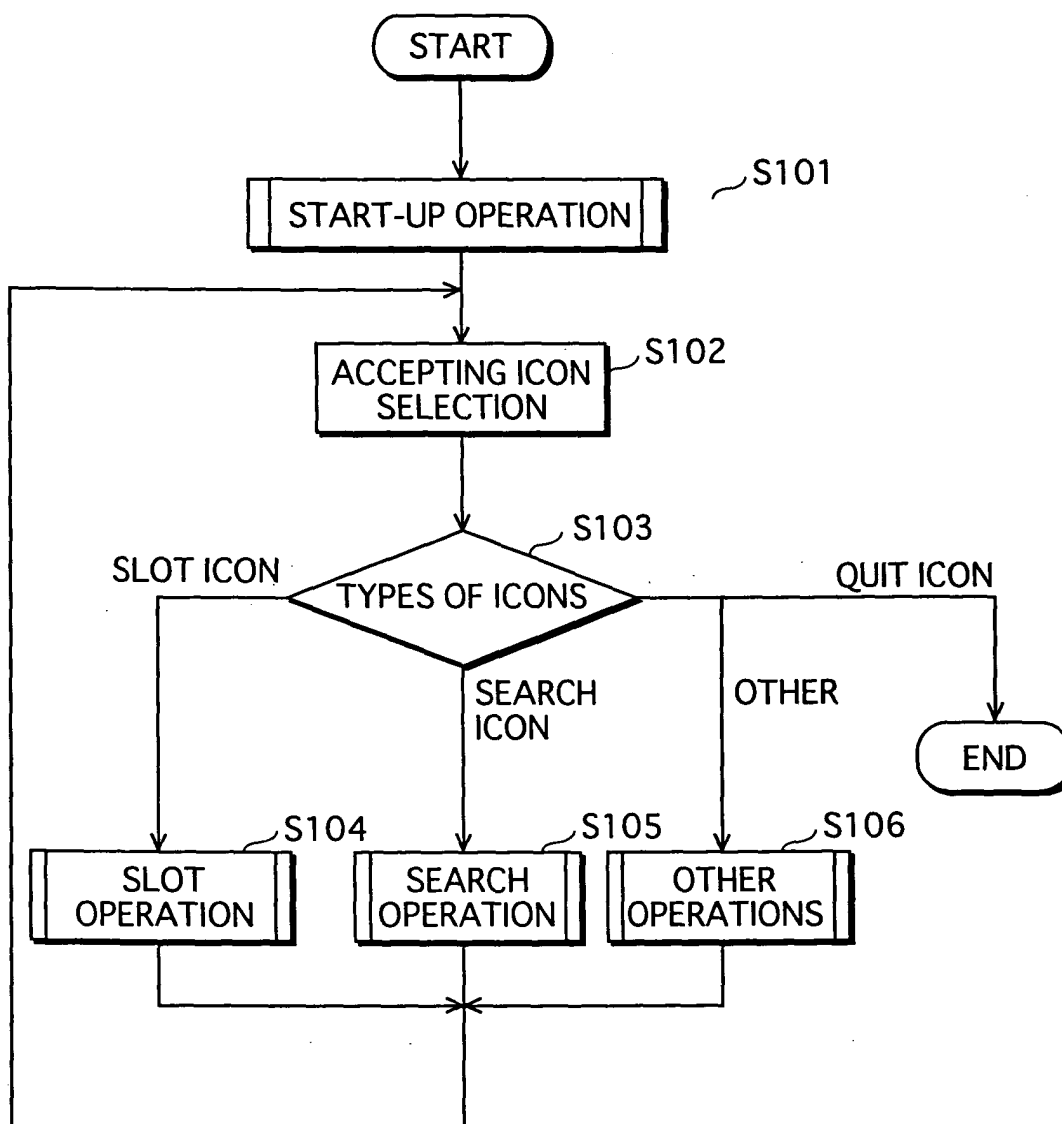 START
S101
START-UP OPERATION
S102
ACCEPTING ICON
SELECTION
S103
SLOT ICON
TYPES OF ICONS
QUIT ICON
SEARCH
ICON
OTHER
END
S104
S105
S106
SLOT
OPERATION
SEARCH
OPERATION
OTHER
OPERATIONS